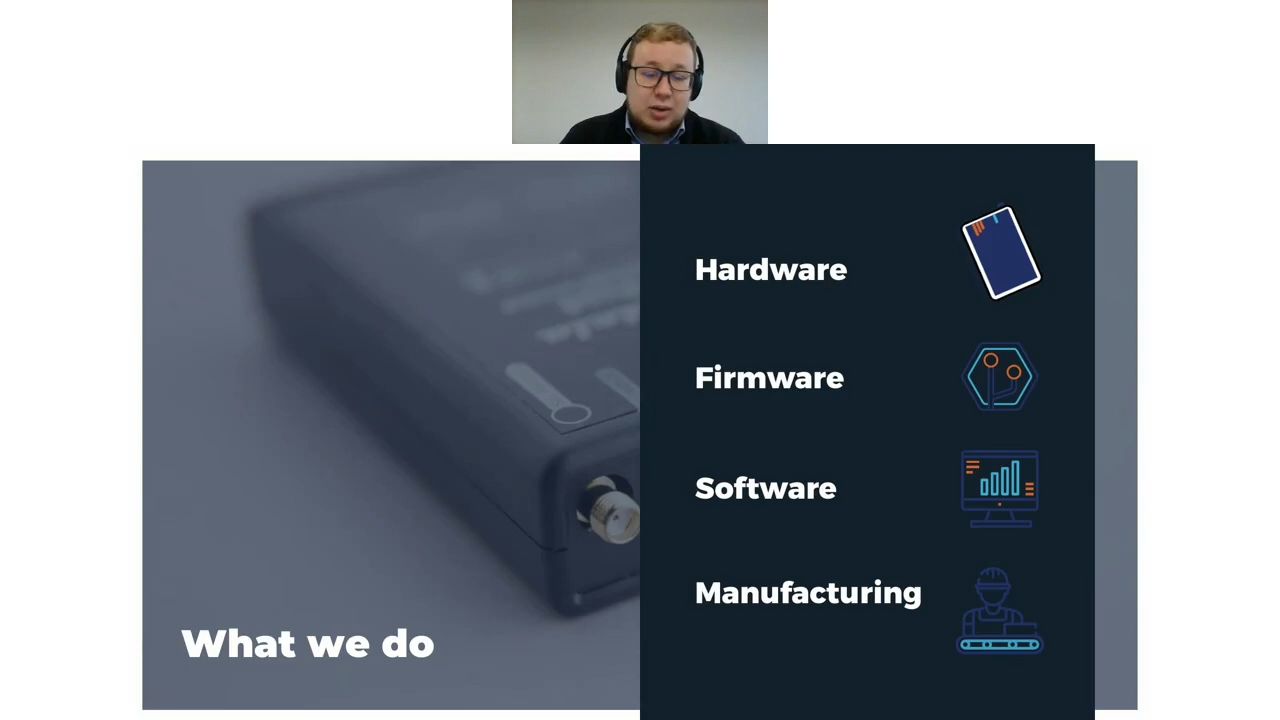 Hardware
Firmware
Software
Manufacturing
What we do